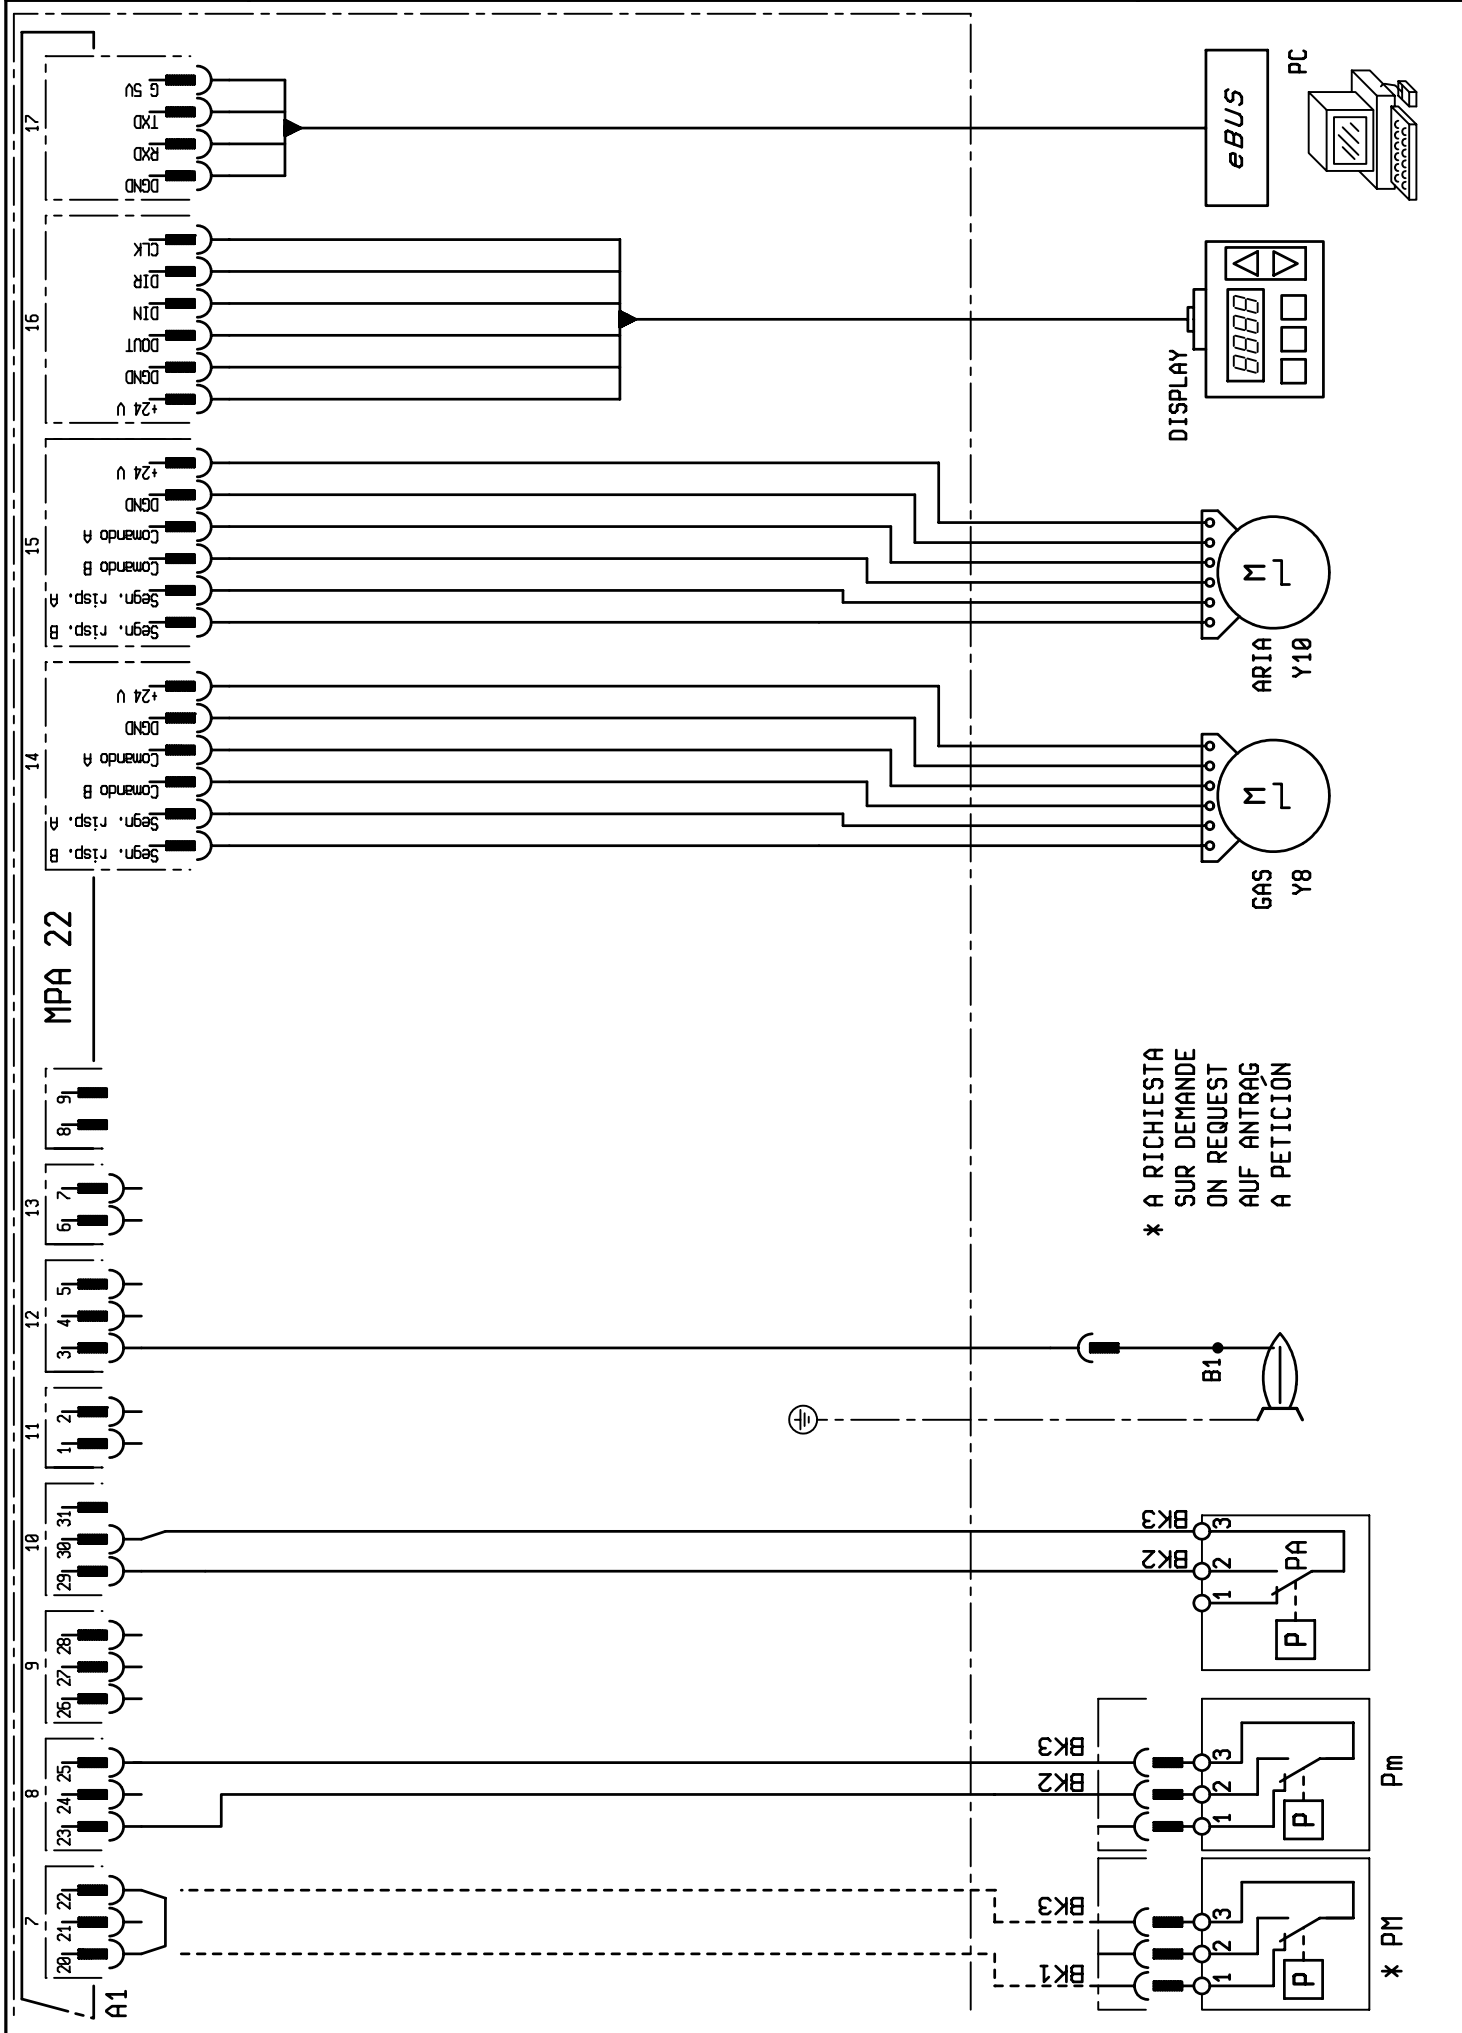 17
G 5V
TXD
RXD
DGND
eBUS
PC
16
CLK
DIR
DIN
DOUT
DGND
+24 V
DISPLAY
8888
15
+24 V
DGND
Comando A
Comando B
Segn. risp. A
Segn. risp. B
M
ARIA
Y10
14
+24 V
DGND
Comando A
Comando B
Segn. risp. A
Segn. risp. B
M
GAS
Y8
MPA 22
9
8
13
7
6
12
5
4
3
B1
11
2
1
* A RICHIESTA
SUR DEMANDE
ON REQUEST
AUF ANTRAG
A PETICIÓN
10
31
30
29
BK3
BK2
3
2
1
PA
P
9
28
27
26
8
25
24
23
BK3
BK2
3
2
1
P
Pm
7
22
21
20
BK3
BK1
3
2
1
P
* PM
A1